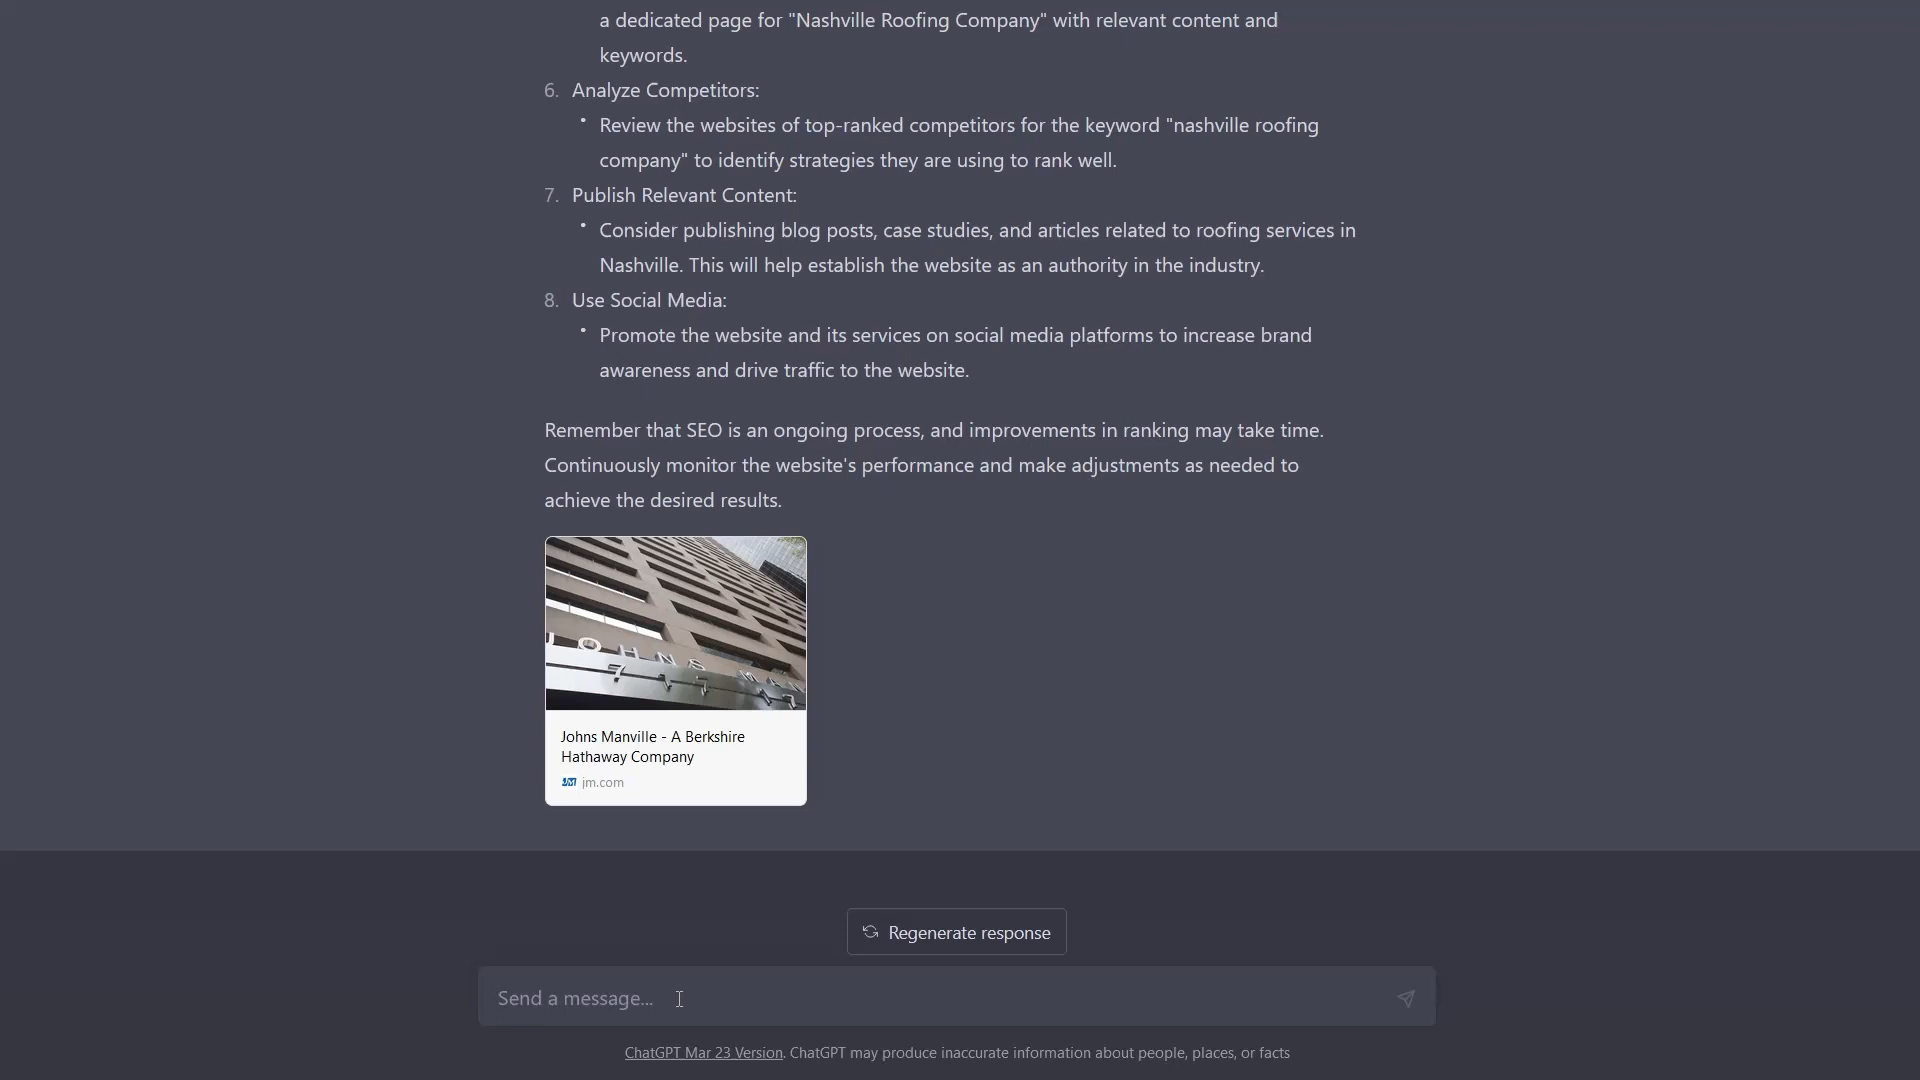 a dedicated page for "Nashville Roofing Company" with relevant content and
keywords.
6. Analyze Competitors:
• Review the websites of top-ranked competitors for the keyword "nashville roofing
company" to identify strategies they are using to rank well.
7. Publish Relevant Content:
• Consider publishing blog posts, case studies, and articles related to roofing services in
Nashville. This will help establish the website as an authority in the industry.
8. Use Social Media:
• Promote the website and its services on social media platforms to increase brand
awareness and drive traffic to the website.
Remember that SEO is an ongoing process, and improvements in ranking may take time.
Continuously monitor the website's performance and make adjustments as needed to
achieve the desired results.
JOHNS
717 17
Johns Manville - A Berkshire
Hathaway Company
JM jm.com
Regenerate response
Send a message...
ChatGPT Mar 23 Version. ChatGPT may produce inaccurate information about people, places, or facts